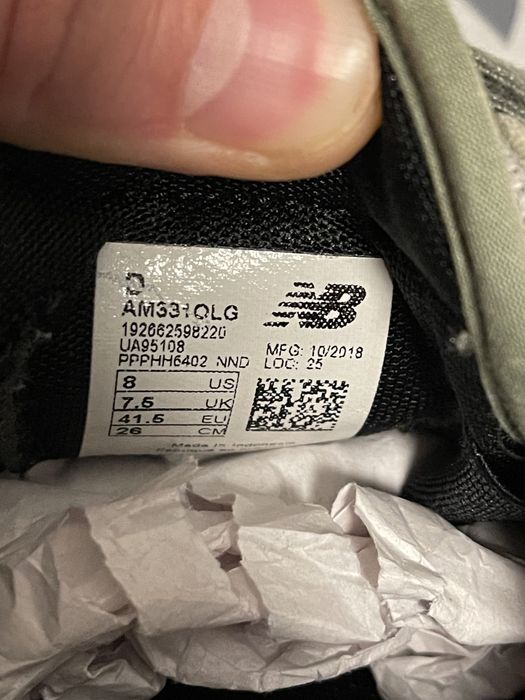 D
AM331OLG
192662598220
UA95108
PPPHH6402 NND
NB
MFG: 10/2018
LOC: 25
8 US
7.5 UK
41.5 EU
26 CM
Made in Indonesia